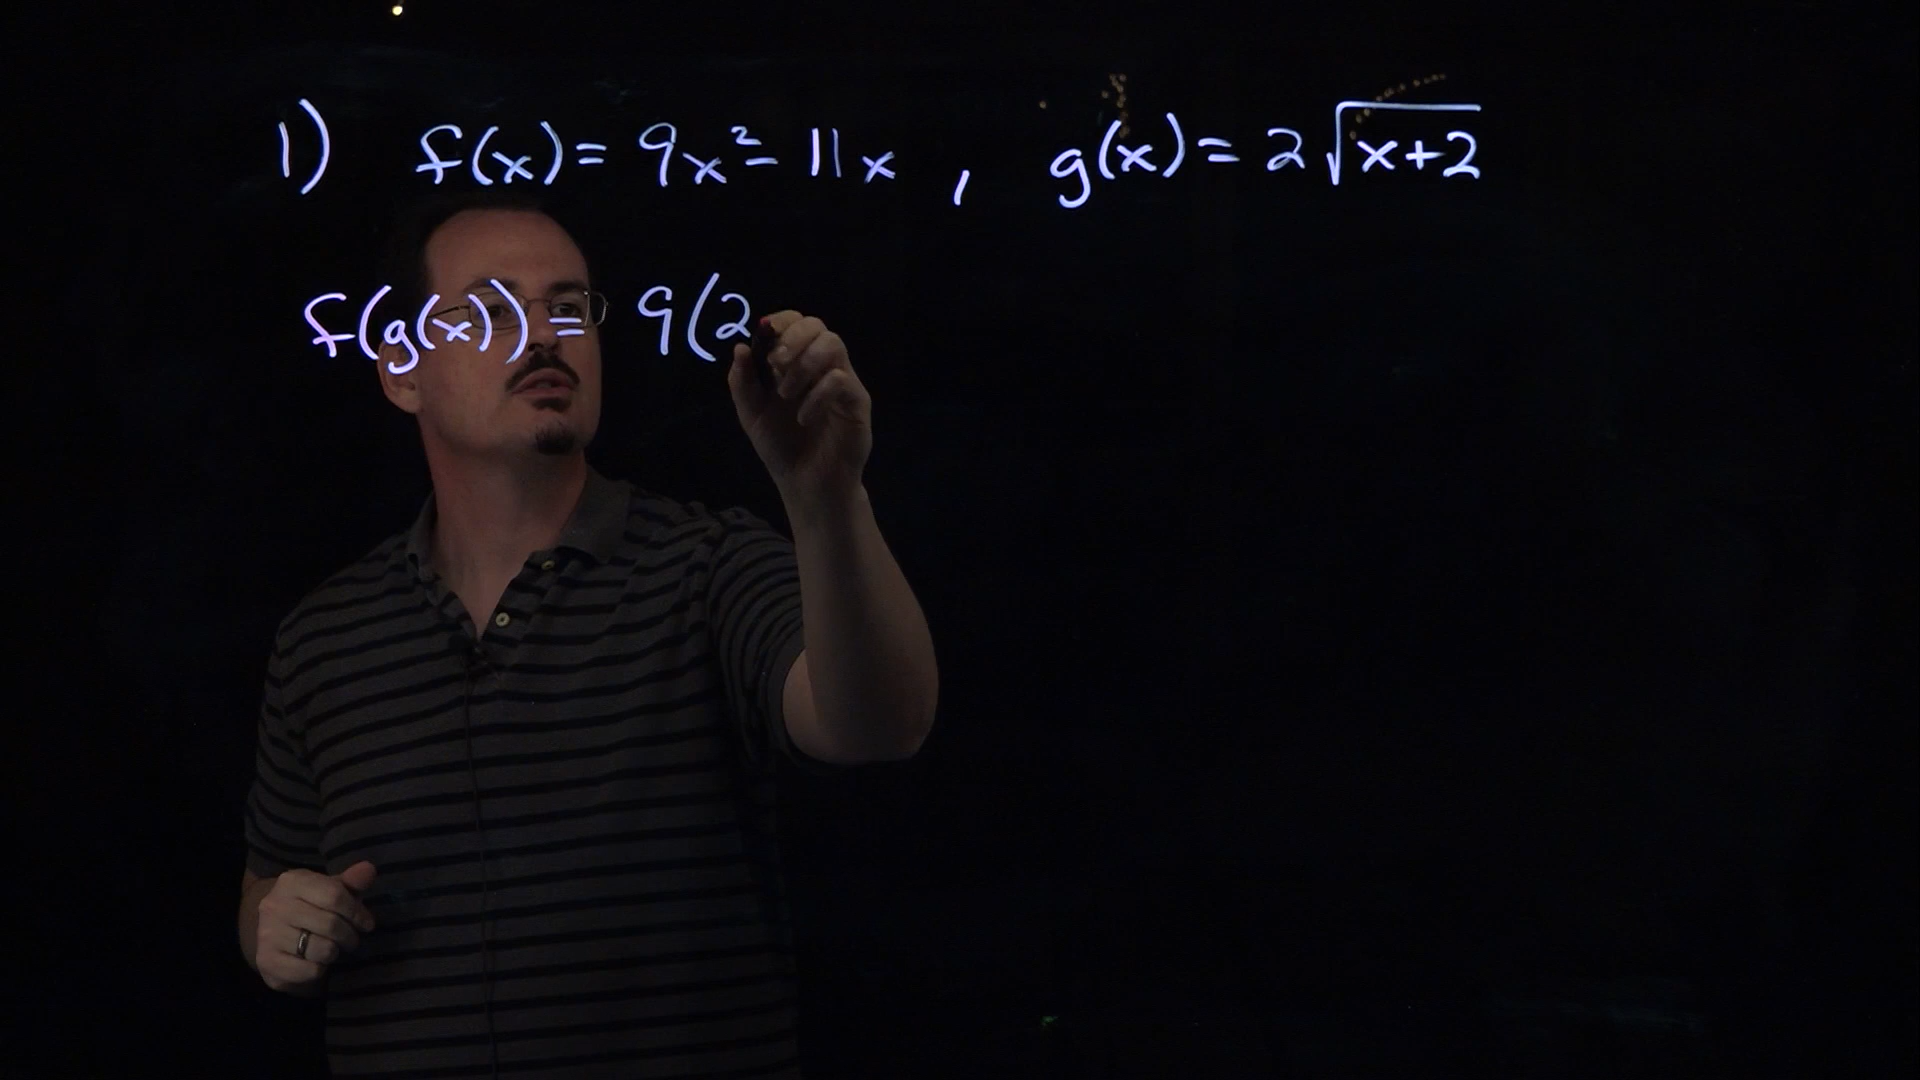 1) f(x) = 9x² - 11x , g(x) = 2√(x+2)
f(g(x)) = 9(2